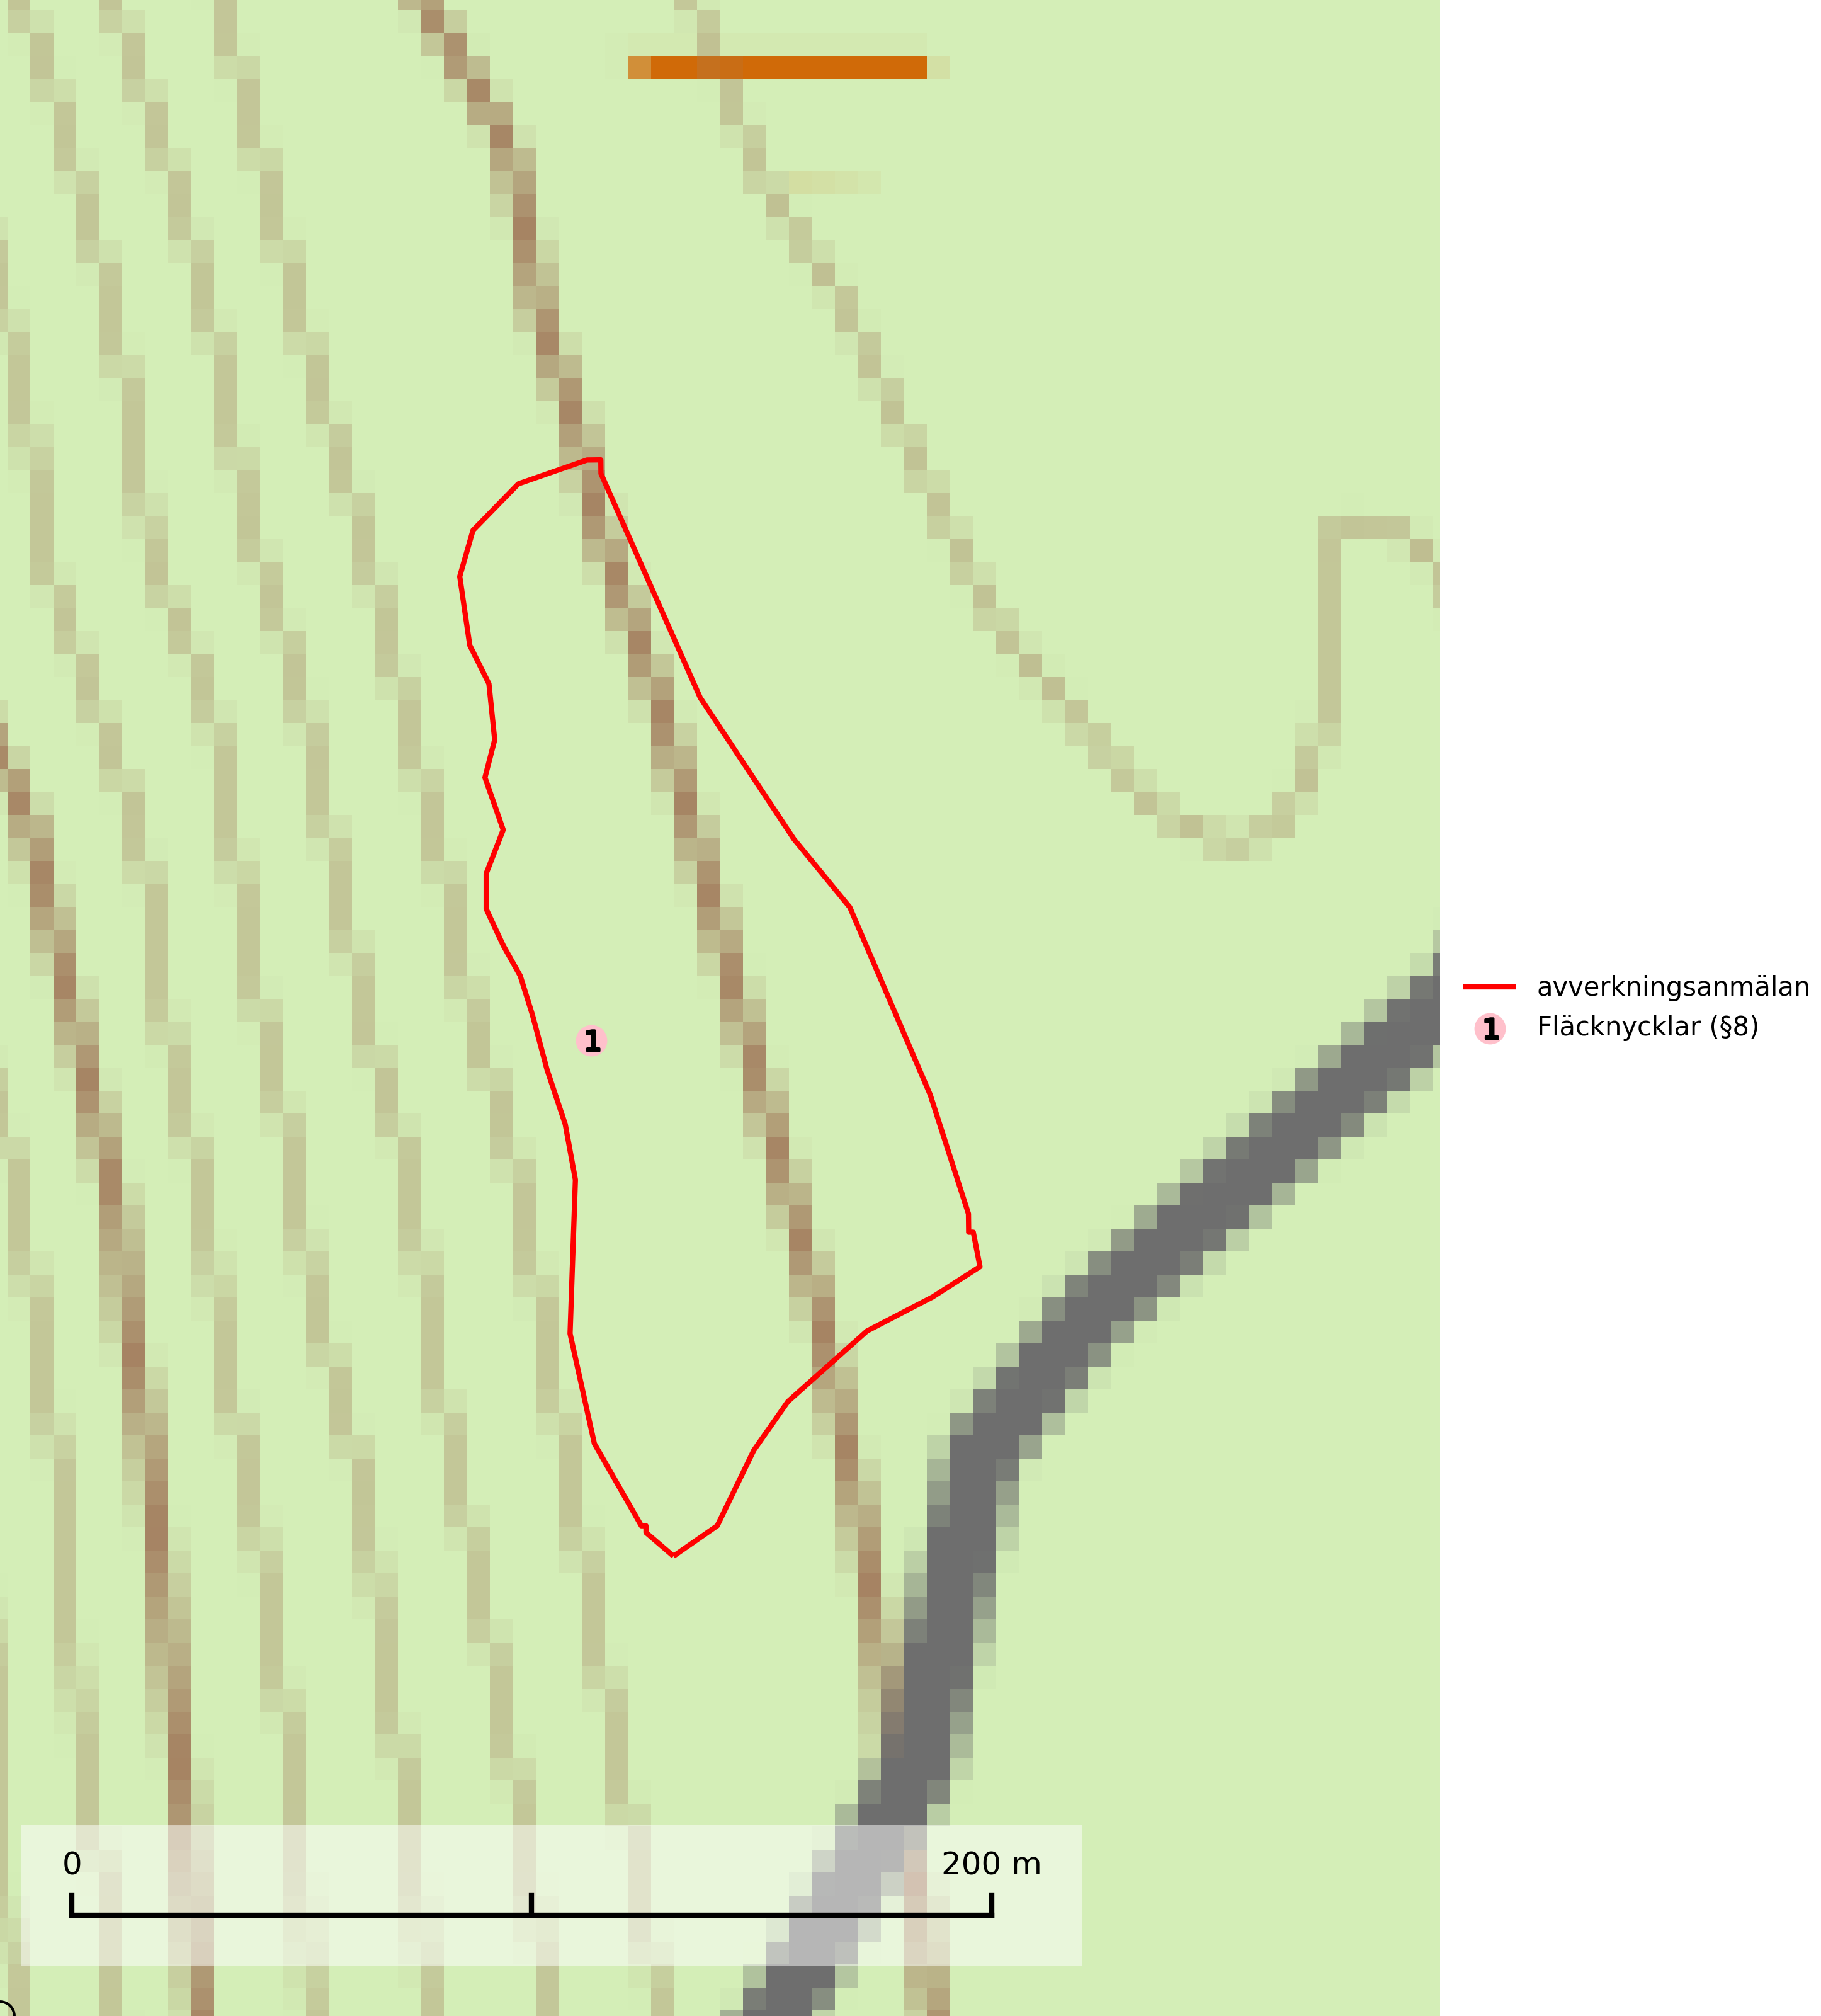 1
avverkningsanmälan
1 Fläcknycklar (§8)
0 200 m